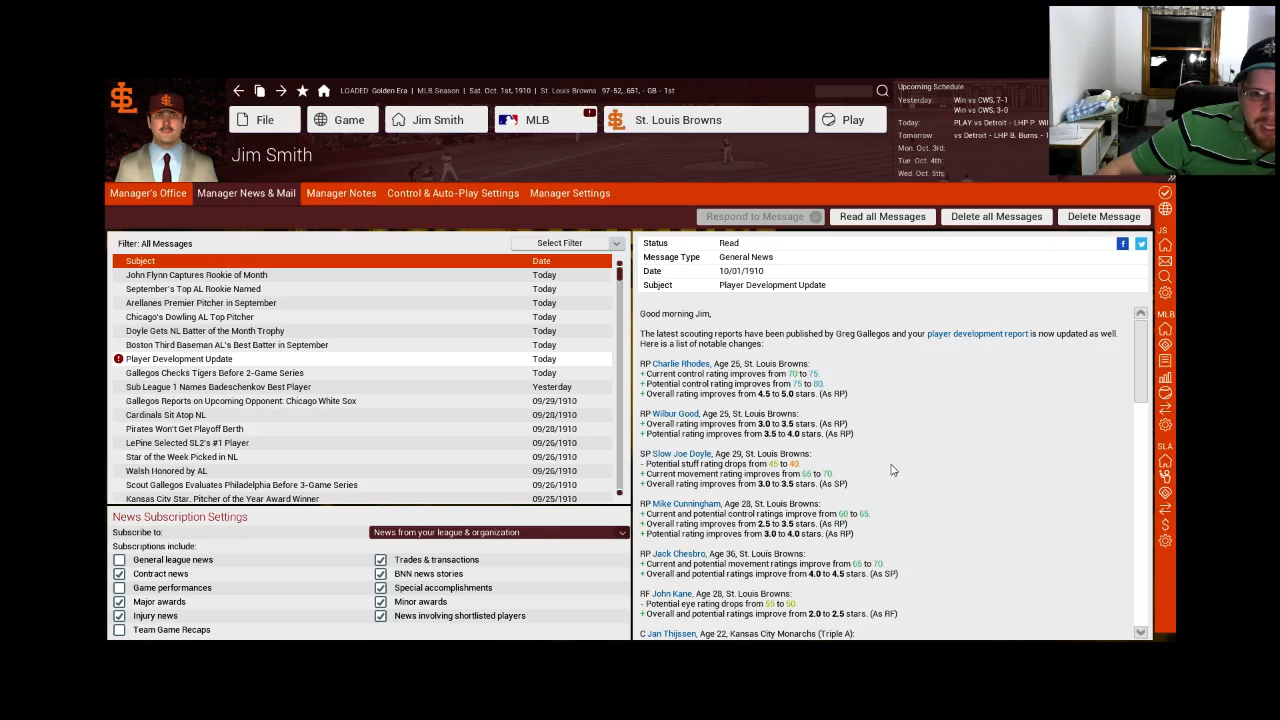 LOADED: Golden Era | MLB Season | Sat. Oct. 1st, 1910 | St. Louis Browns 97-52, .651, - GB - 1st
Upcoming Schedule
Yesterday: Win vs CWS, 7-1
Win vs CWS, 3-0
Today: PLAY vs Detroit - LHP P. Wil
Tomorrow: vs Detroit - LHP B. Burns - 1
Mon. Oct. 3rd:
Tue. Oct. 4th:
Wed. Oct. 5th:
File
Game
Jim Smith
MLB
St. Louis Browns
Play
Jim Smith
Manager's Office
Manager News & Mail
Manager Notes
Control & Auto-Play Settings
Manager Settings
Respond to Message
Read all Messages
Delete all Messages
Delete Message
Filter: All Messages
Select Filter
Subject Date
John Flynn Captures Rookie of Month Today
September's Top AL Rookie Named Today
Arellanes Premier Pitcher in September Today
Chicago's Dowling AL Top Pitcher Today
Doyle Gets NL Batter of the Month Trophy Today
Boston Third Baseman AL's Best Batter in September Today
Player Development Update Today
Gallegos Checks Tigers Before 2-Game Series Today
Sub League 1 Names Badeschenkov Best Player Yesterday
Gallegos Reports on Upcoming Opponent: Chicago White Sox 09/29/1910
Cardinals Sit Atop NL 09/28/1910
Pirates Won't Get Playoff Berth 09/28/1910
LePine Selected SL2's #1 Player 09/26/1910
Star of the Week Picked in NL 09/26/1910
Walsh Honored by AL 09/26/1910
Scout Gallegos Evaluates Philadelphia Before 3-Game Series 09/26/1910
Kansas City Star, Pitcher of the Year Award Winner 09/25/1910
News Subscription Settings
Subscribe to: News from your league & organization
Subscriptions include:
General league news Trades & transactions
Contract news BNN news stories
Game performances Special accomplishments
Major awards Minor awards
Injury news News involving shortlisted players
Team Game Recaps
Status Read
Message Type General News
Date 10/01/1910
Subject Player Development Update
Good morning Jim,
The latest scouting reports have been published by Greg Gallegos and your player development report is now updated as well.
Here is a list of notable changes:
RP Charlie Rhodes, Age 25, St. Louis Browns:
+ Current control rating improves from 70 to 75.
+ Potential control rating improves from 75 to 80.
+ Overall rating improves from 4.5 to 5.0 stars. (As RP)
RP Wilbur Good, Age 25, St. Louis Browns:
+ Overall rating improves from 3.0 to 3.5 stars. (As RP)
+ Potential rating improves from 3.5 to 4.0 stars. (As RP)
SP Slow Joe Doyle, Age 29, St. Louis Browns:
- Potential stuff rating drops from 45 to 40.
+ Current movement rating improves from 65 to 70.
+ Overall rating improves from 3.0 to 3.5 stars. (As SP)
RP Mike Cunningham, Age 28, St. Louis Browns:
+ Current and potential control ratings improve from 60 to 65.
+ Overall rating improves from 2.5 to 3.5 stars. (As RP)
+ Potential rating improves from 3.0 to 4.0 stars. (As RP)
RP Jack Chesbro, Age 36, St. Louis Browns:
+ Current and potential movement ratings improve from 65 to 70.
+ Overall and potential ratings improve from 4.0 to 4.5 stars. (As SP)
RF John Kane, Age 28, St. Louis Browns:
- Potential eye rating drops from 55 to 50.
+ Overall and potential ratings improve from 2.0 to 2.5 stars. (As RF)
C Jan Thijssen, Age 22, Kansas City Monarchs (Triple A):
JS
MLB
SLA